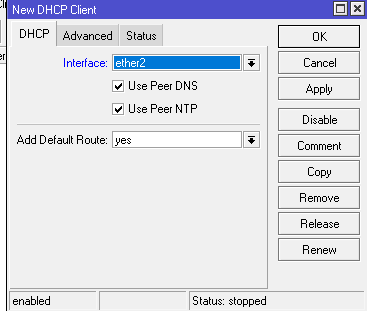 New DHCP Client
DHCP Advanced Status
Interface: ether2
Use Peer DNS
Use Peer NTP
Add Default Route: yes
OK
Cancel
Apply
Disable
Comment
Copy
Remove
Release
Renew
enabled
Status: stopped